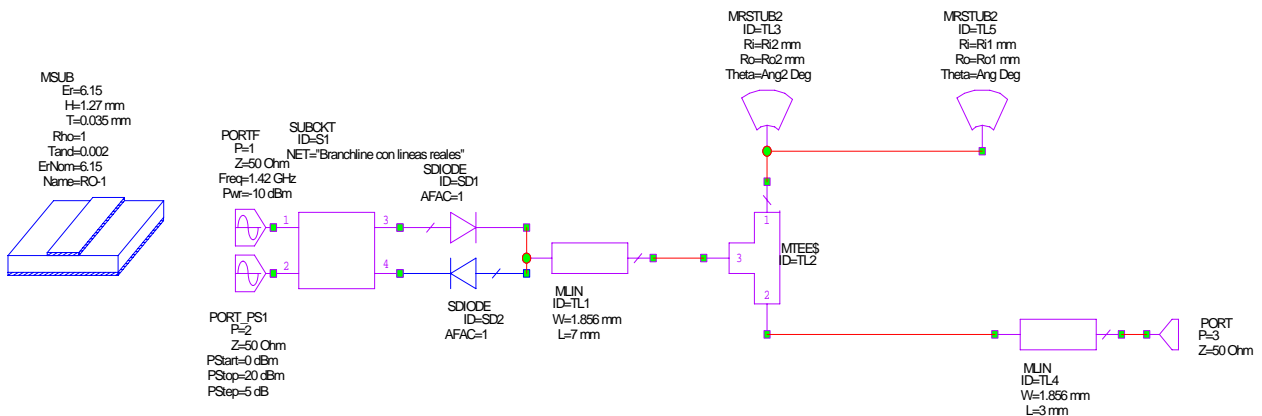 MSUB
Er=6.15
H=1.27 mm
T=0.035 mm
Rho=1
Tand=0.002
ErNom=6.15
Name=RO-1
PORTF
P=1
Z=50 Ohm
Freq=1.42 GHz
Pwr=-10 dBm
SUBCKT
ID=S1
NET="Branchline con lineas reales"
1
2
3
4
PORT_PS1
P=2
Z=50 Ohm
PStart=0 dBm
PStop=20 dBm
PStep=5 dB
SDIODE
ID=SD1
AFAC=1
SDIODE
ID=SD2
AFAC=1
MLIN
ID=TL1
W=1.856 mm
L=7 mm
MRSTUB2
ID=TL3
Ri=Ri2 mm
Ro=Ro2 mm
Theta=Ang2 Deg
MRSTUB2
ID=TL5
Ri=Ri1 mm
Ro=Ro1 mm
Theta=Ang Deg
1
3
2
MTEE$
ID=TL2
MLIN
ID=TL4
W=1.856 mm
L=3 mm
PORT
P=3
Z=50 Ohm